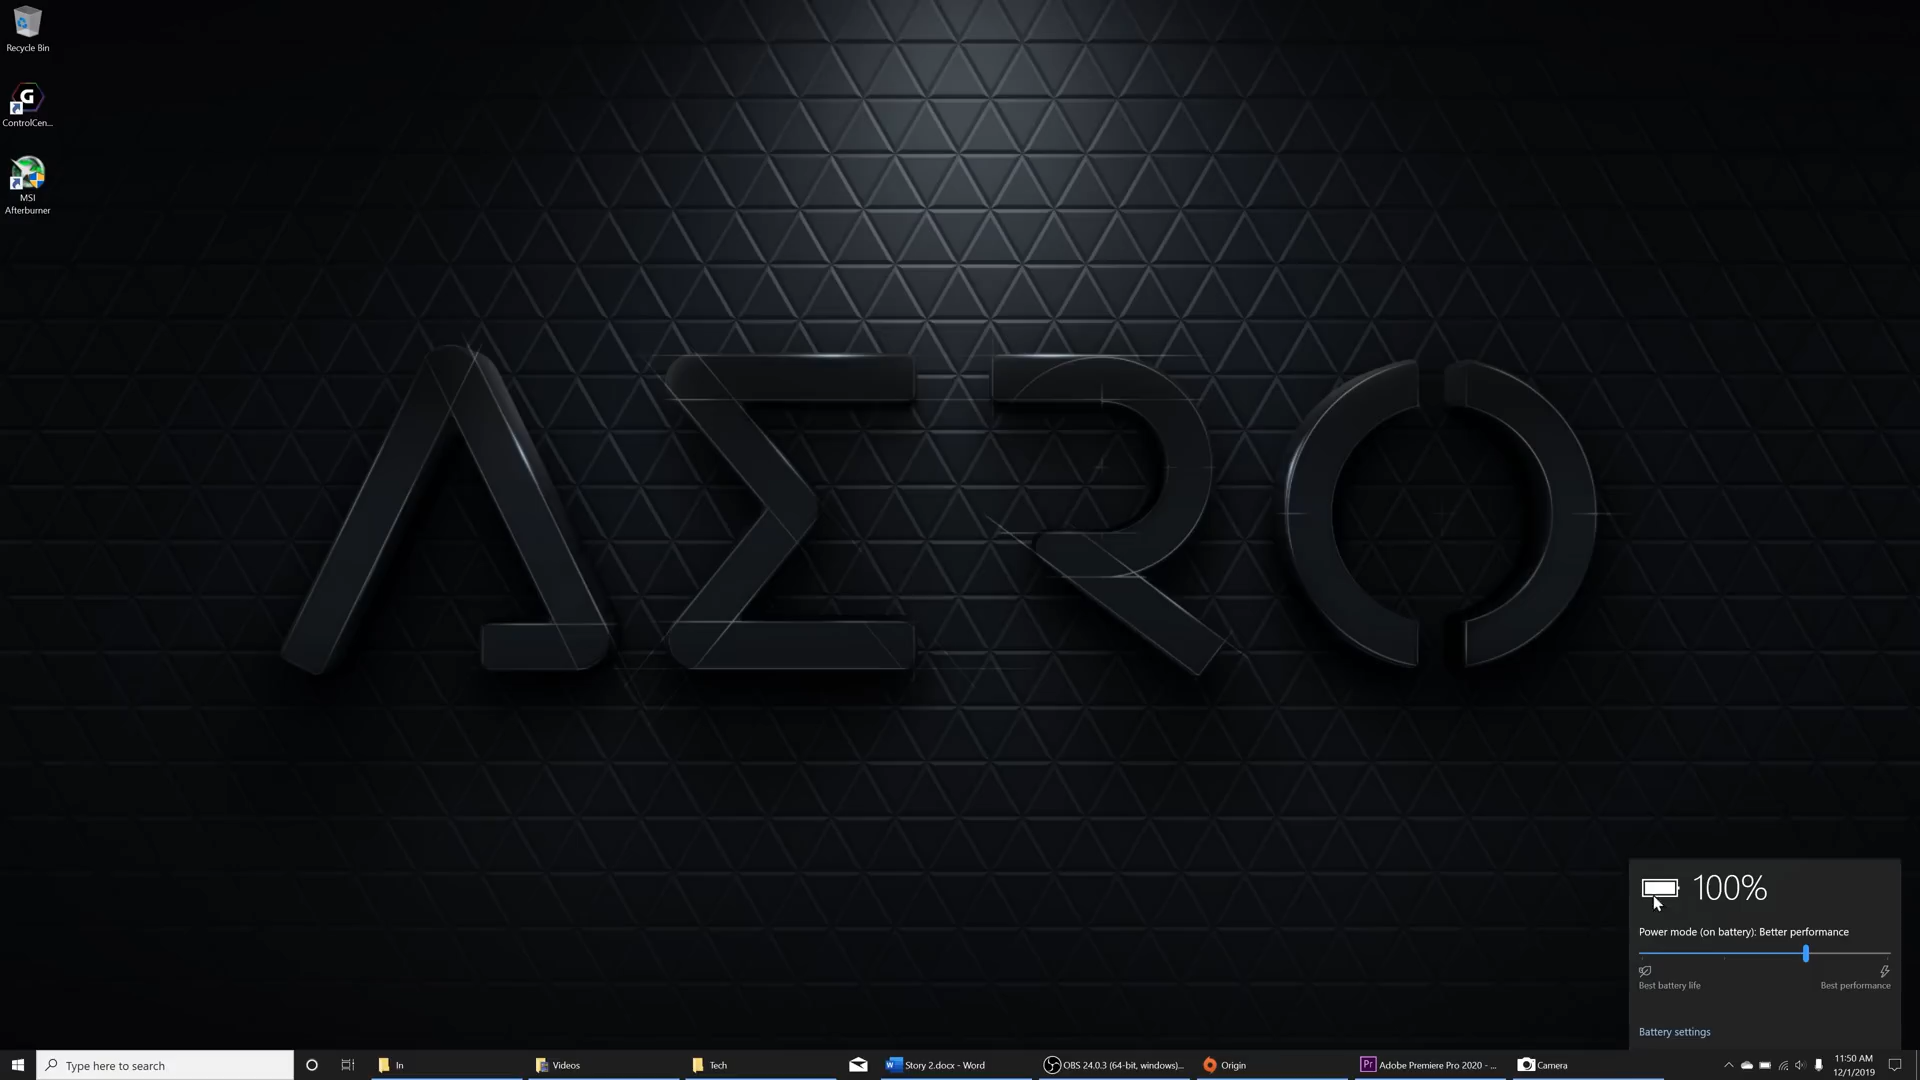 Recycle Bin
ControlCen...
MSI
Afterburner
AERO
100%
Power mode (on battery): Better performance
Best battery life
Best performance
Battery settings
Type here to search
In
Videos
Tech
Story 2.docx - Word
OBS 24.0.3 (64-bit, windows)...
Origin
Adobe Premiere Pro 2020 - ...
Camera
11:50 AM
12/1/2019